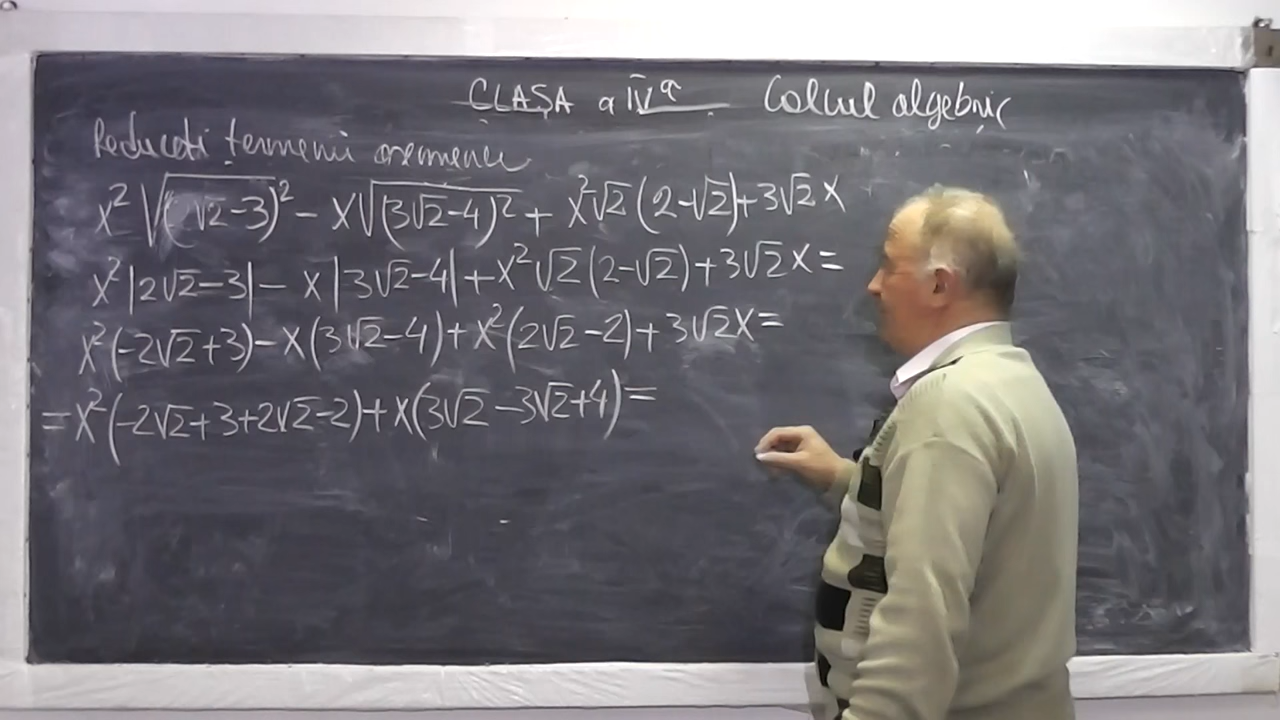 CLASA a IV a Calcul algebric
Reduceti termenii asemenea
x²√(2√2-3)² - x√(3√2-4)² + x²√2(2-√2)+3√2x
x²|2√2-3| - x|3√2-4|+x²√2(2-√2)+3√2x=
x²(-2√2+3)-x(3√2-4)+x²(2√2-2)+3√2x=
=x²(-2√2+3+2√2-2)+x(3√2-3√2+4)=